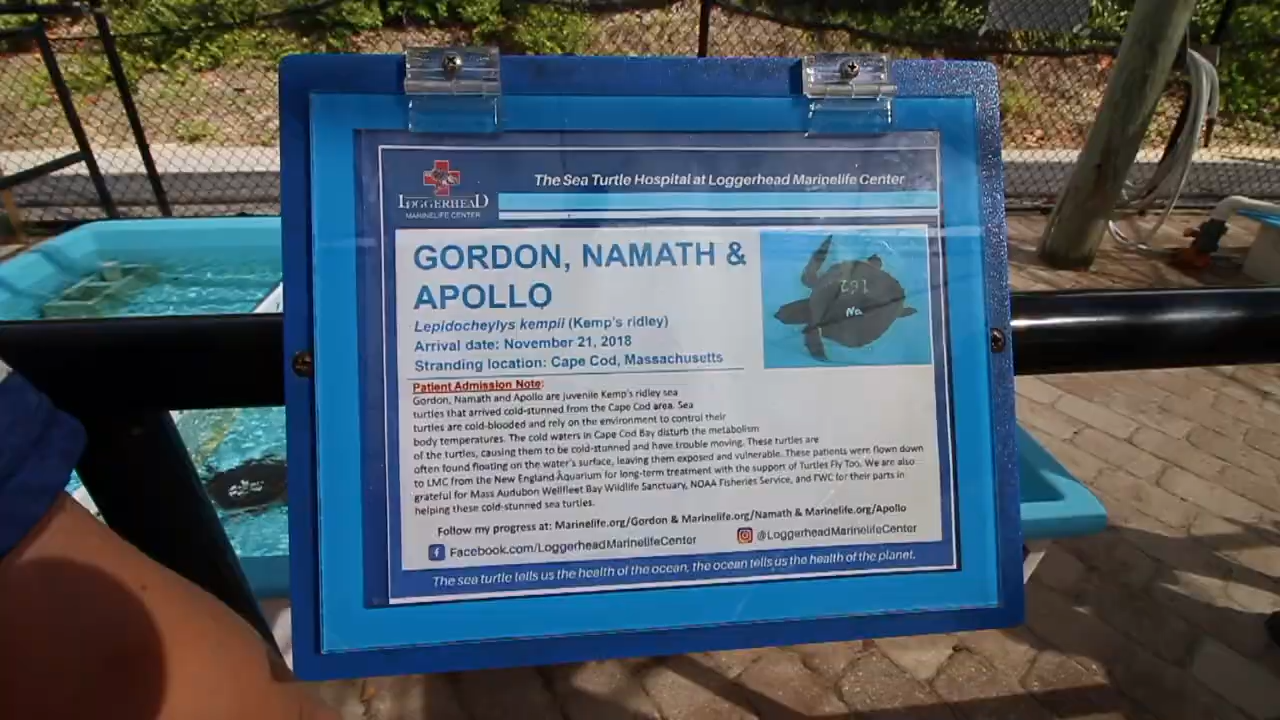 LOGGERHEAD
MARINELIFE CENTER
The Sea Turtle Hospital at Loggerhead Marinelife Center
GORDON, NAMATH &
APOLLO
Lepidocheylys kempii (Kemp's ridley)
Arrival date: November 21, 2018
Stranding location: Cape Cod, Massachusetts
162
Na
Patient Admission Note:
Gordon, Namath and Apollo are juvenile Kemp's ridley sea
turtles that arrived cold-stunned from the Cape Cod area. Sea
turtles are cold-blooded and rely on the environment to control their
body temperatures. The cold waters in Cape Cod Bay disturb the metabolism
of the turtles, causing them to be cold-stunned and have trouble moving. These turtles are
often found floating on the water's surface, leaving them exposed and vulnerable. These patients were flown down
to LMC from the New England Aquarium for long-term treatment with the support of Turtles Fly Too. We are also
grateful for Mass Audubon Wellfleet Bay Wildlife Sanctuary, NOAA Fisheries Service, and FWC for their parts in
helping these cold-stunned sea turtles.
Follow my progress at: Marinelife.org/Gordon & Marinelife.org/Namath & Marinelife.org/Apollo
Facebook.com/LoggerheadMarinelifeCenter
@LoggerheadMarinelifeCenter
The sea turtle tells us the health of the ocean, the ocean tells us the health of the planet.